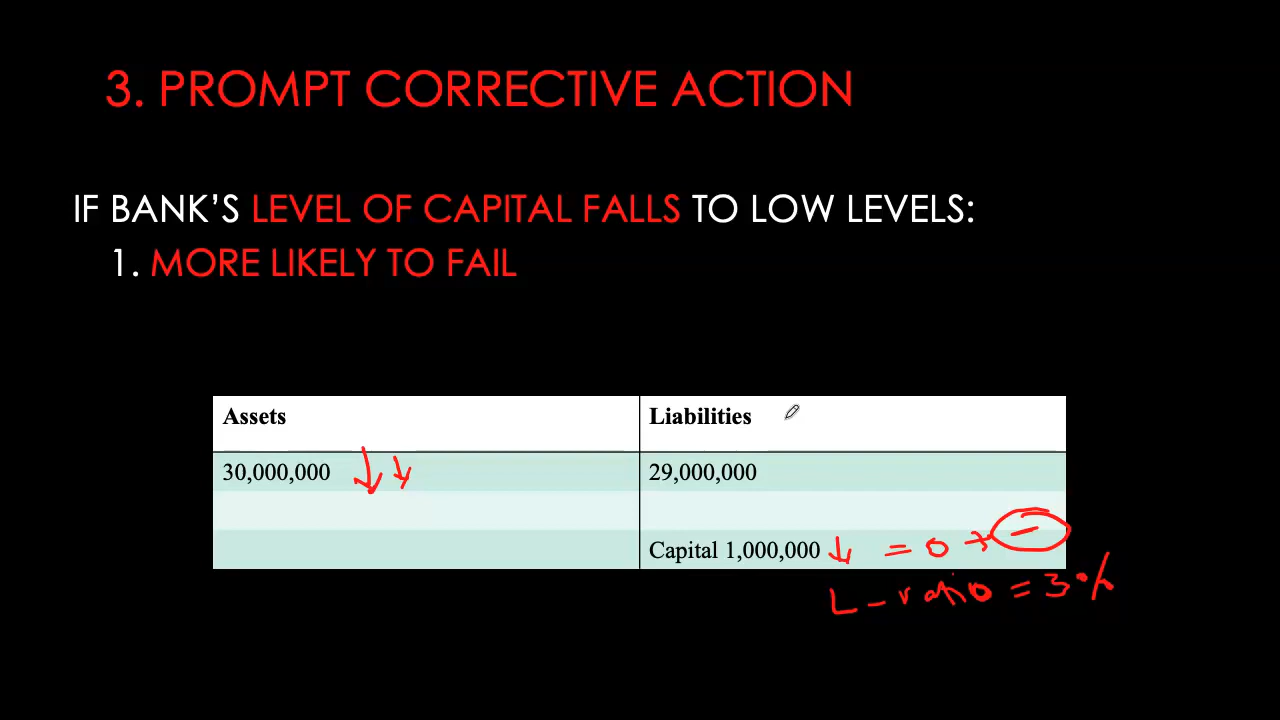 3. PROMPT CORRECTIVE ACTION
IF BANK'S LEVEL OF CAPITAL FALLS TO LOW LEVELS:
1. MORE LIKELY TO FAIL
Assets Liabilities
30,000,000 29,000,000
Capital 1,000,000 ↓ = 0 → −
L - ratio = 3%